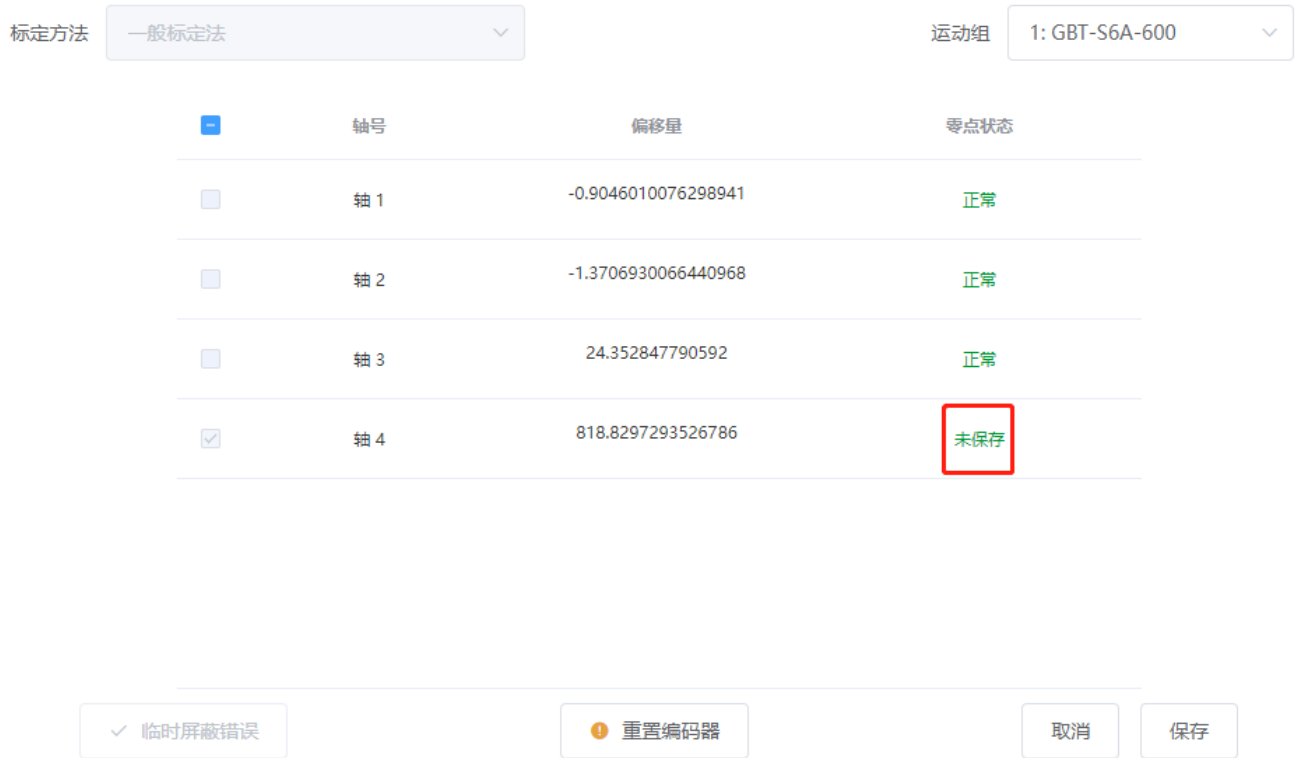 标定方法 一般标定法 运动组 1: GBT-S6A-600
轴号 偏移量 零点状态
轴 1 -0.9046010076298941 正常
轴 2 -1.3706930066440968 正常
轴 3 24.352847790592 正常
轴 4 818.8297293526786 未保存
临时屏蔽错误 重置编码器 取消 保存